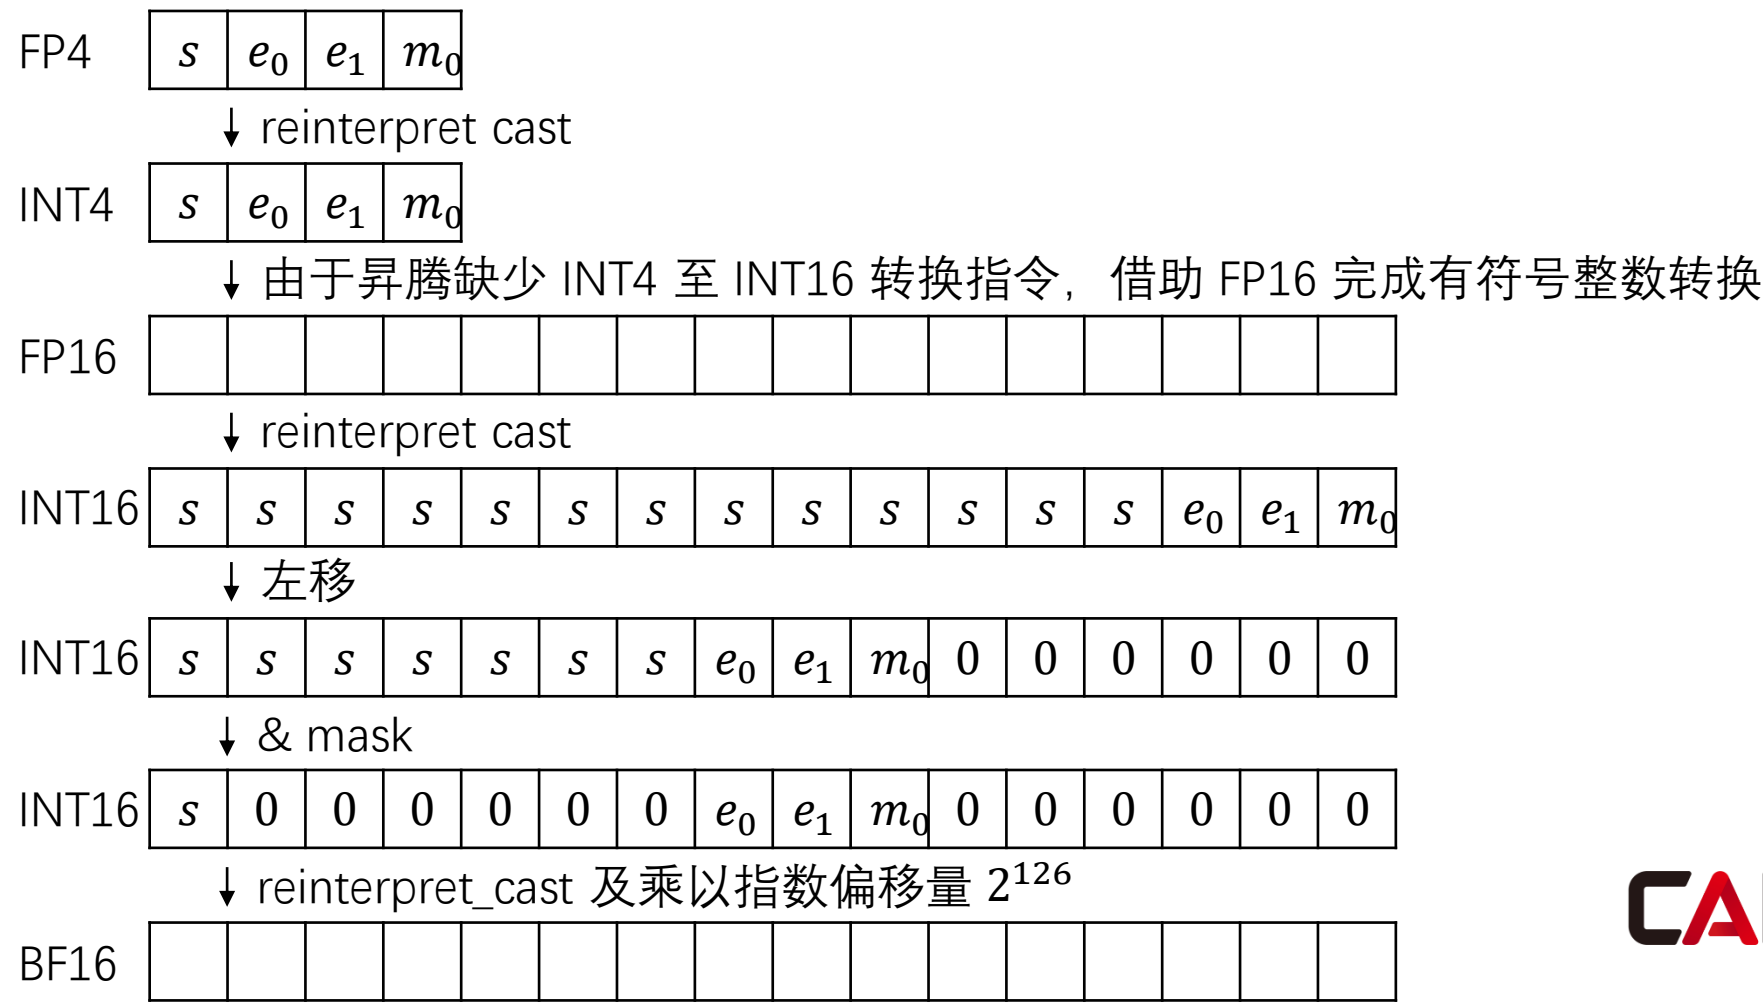 FP4 s e₀ e₁ m₀
↓ reinterpret cast
INT4 s e₀ e₁ m₀
↓ 由于昇腾缺少 INT4 至 INT16 转换指令，借助 FP16 完成有符号整数转换
FP16
↓ reinterpret cast
INT16 s s s s s s s s s s s s s e₀ e₁ m₀
↓ 左移
INT16 s s s s s s s e₀ e₁ m₀ 0 0 0 0 0 0
↓ & mask
INT16 s 0 0 0 0 0 0 e₀ e₁ m₀ 0 0 0 0 0 0
↓ reinterpret_cast 及乘以指数偏移量 2¹²⁶
BF16
CA